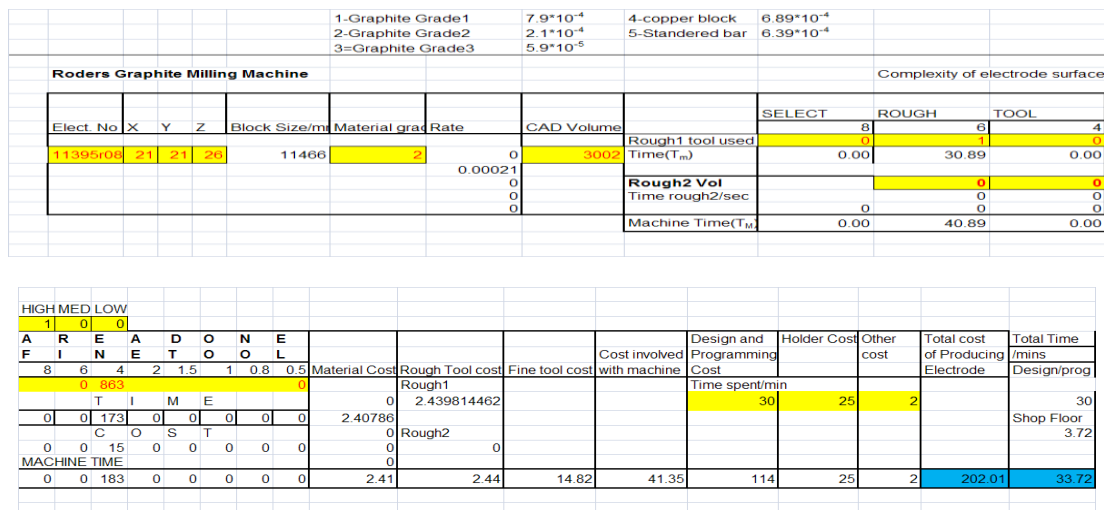 1-Graphite Grade1 7.9*10-4 4-copper block 6.89*10-4
2-Graphite Grade2 2.1*10-4 5-Standered bar 6.39*10-4
3=Graphite Grade3 5.9*10-5
Roders Graphite Milling Machine Complexity of electrode surface
SELECT ROUGH TOOL
Elect. No X Y Z Block Size/m Material grad Rate CAD Volume 8 6 4
Rough1 tool used 0 1 0
11395r08 21 21 26 11466 2 0 3002 Time(Tm) 0.00 30.89 0.00
0.00021
0 Rough2 Vol 0 0
0 Time rough2/sec 0 0
0 0 0 0
Machine Time(TM) 0.00 40.89 0.00
HIGH MED LOW
1 0 0
A R E A D O N E Design and Holder Cost Other Total cost Total Time
F I N E T O O L Cost involved Programming cost of Producing /mins
8 6 4 2 1.5 1 0.8 0.5 Material Cost Rough Tool cost Fine tool cost with machine Cost Electrode Design/prog
0 863 0 Rough1 Time spent/min
T I M E 0 2.439814462 30 25 2 30
0 0 173 0 0 0 0 0 2.40786 Shop Floor
C O S T 0 Rough2 3.72
0 0 15 0 0 0 0 0 0 0
MACHINE TIME 0
0 0 183 0 0 0 0 0 2.41 2.44 14.82 41.35 114 25 2 202.01 33.72